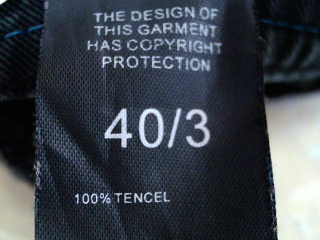 THE DESIGN OF
THIS GARMENT
HAS COPYRIGHT
PROTECTION
40/3
100% TENCEL